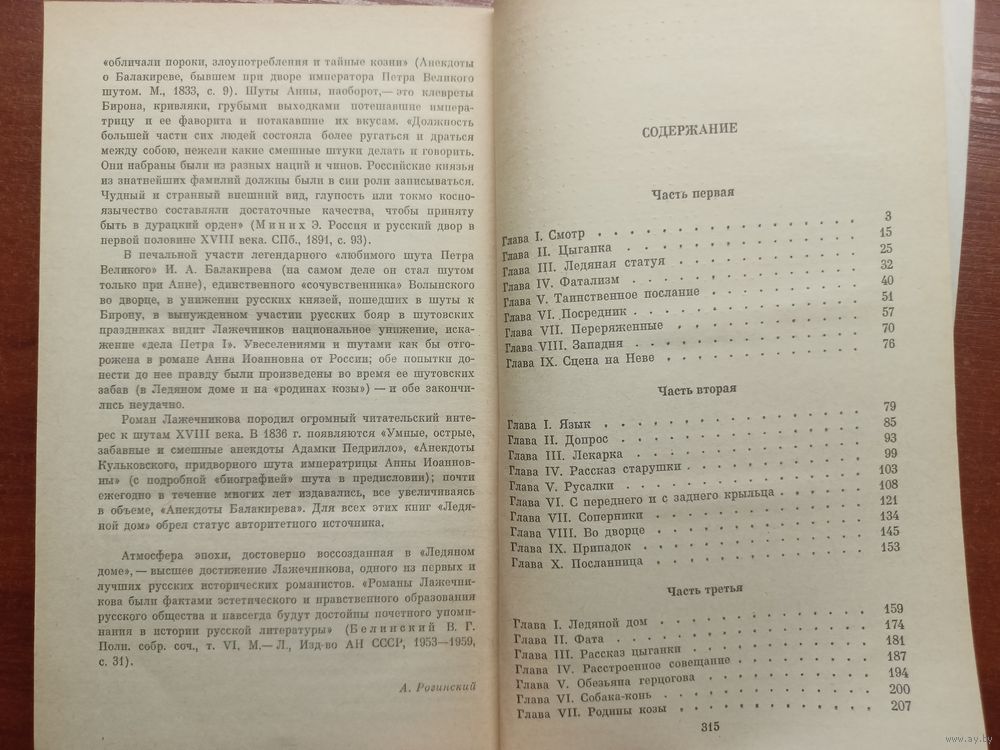 «обличали пороки, злоупотребления и тайные козни» (Анекдоты
о Балакиреве, бывшем при дворе императора Петра Великого
шутом. М., 1833, с. 9). Шуты Анны, наоборот,— это клевреты
Бирона, кривляки, грубыми выходками потешавшие импера-
трицу и ее фаворита и потакавшие их вкусам. «Должность
большей части сих людей состояла более ругаться и драться
между собою, нежели какие смешные штуки делать и говорить.
Они набраны были из разных наций и чинов. Российские князья
из знатнейших фамилий должны были в сии роли записываться.
Чудный и странный внешний вид, глупость или токмо косно-
язычество составляли достаточные качества, чтобы приняту
быть в дурацкий орден» (Миних Э. Россия и русский двор в
первой половине XVIII века. СПб., 1891, с. 93).
В печальной участи легендарного «любимого шута Петра
Великого» И. А. Балакирева (на самом деле он стал шутом
только при Анне), единственного «сочувственника» Волынского
во дворце, в унижении русских князей, пошедших в шуты к
Бирону, в вынужденном участии русских бояр в шутовских
праздниках видит Лажечников национальное унижение, иска-
жение «дела Петра I». Увеселениями и шутами как бы отго-
рожена в романе Анна Иоанновна от России; обе попытки до-
нести до нее правду были произведены во время ее шутовских
забав (в Ледяном доме и на «родинах козы») — и обе закончи-
лись неудачно.
Роман Лажечникова породил огромный читательский инте-
рес к шутам XVIII века. В 1836 г. появляются «Умные, острые,
забавные и смешные анекдоты Адамки Педрилло», «Анекдоты
Кульковского, придворного шута императрицы Анны Иоаннов-
ны» (с подробной «биографией» шута в предисловии); почти
ежегодно в течение многих лет издавались, все увеличиваясь
в объеме, «Анекдоты Балакирева». Для всех этих книг «Ледя-
ной дом» обрел статус авторитетного источника.
Атмосфера эпохи, достоверно воссозданная в «Ледяном
доме»,— высшее достижение Лажечникова, одного из первых и
лучших русских исторических романистов. «Романы Лажечни-
кова были фактами эстетического и нравственного образования
русского общества и навсегда будут достойны почетного упоми-
нания в истории русской литературы» (Белинский В. Г.
Полн. собр. соч., т. VI, М.— Л., Изд-во АН СССР, 1953—1959,
с. 31).
А. Рогинский
СОДЕРЖАНИЕ
Часть первая
Глава I. Смотр . . . . . . . . . . 3
Глава II. Цыганка . . . . . . . . . . 15
Глава III. Ледяная статуя . . . . . . . . . . 25
Глава IV. Фатализм . . . . . . . . . . 32
Глава V. Таинственное послание . . . . . . . . . . 40
Глава VI. Посредник . . . . . . . . . . 51
Глава VII. Переряженные . . . . . . . . . . 57
Глава VIII. Западня . . . . . . . . . . 70
Глава IX. Сцена на Неве . . . . . . . . . . 76
Часть вторая
Глава I. Язык . . . . . . . . . . 79
Глава II. Допрос . . . . . . . . . . 85
Глава III. Лекарка . . . . . . . . . . 93
Глава IV. Рассказ старушки . . . . . . . . . . 99
Глава V. Русалки . . . . . . . . . . 103
Глава VI. С переднего и с заднего крыльца . . . . . . 108
Глава VII. Соперники . . . . . . . . . . 121
Глава VIII. Во дворце . . . . . . . . . . 134
Глава IX. Припадок . . . . . . . . . . 145
Глава X. Посланница . . . . . . . . . . 153
Часть третья
Глава I. Ледяной дом . . . . . . . . . . 159
Глава II. Фата . . . . . . . . . . 174
Глава III. Рассказ цыганки . . . . . . . . . . 181
Глава IV. Расстроенное совещание . . . . . . . . . . 187
Глава V. Обезьяна герцогова . . . . . . . . . . 194
Глава VI. Собака-конь . . . . . . . . . . 200
Глава VII. Родины козы . . . . . . . . . . 207
315
www.ay.by